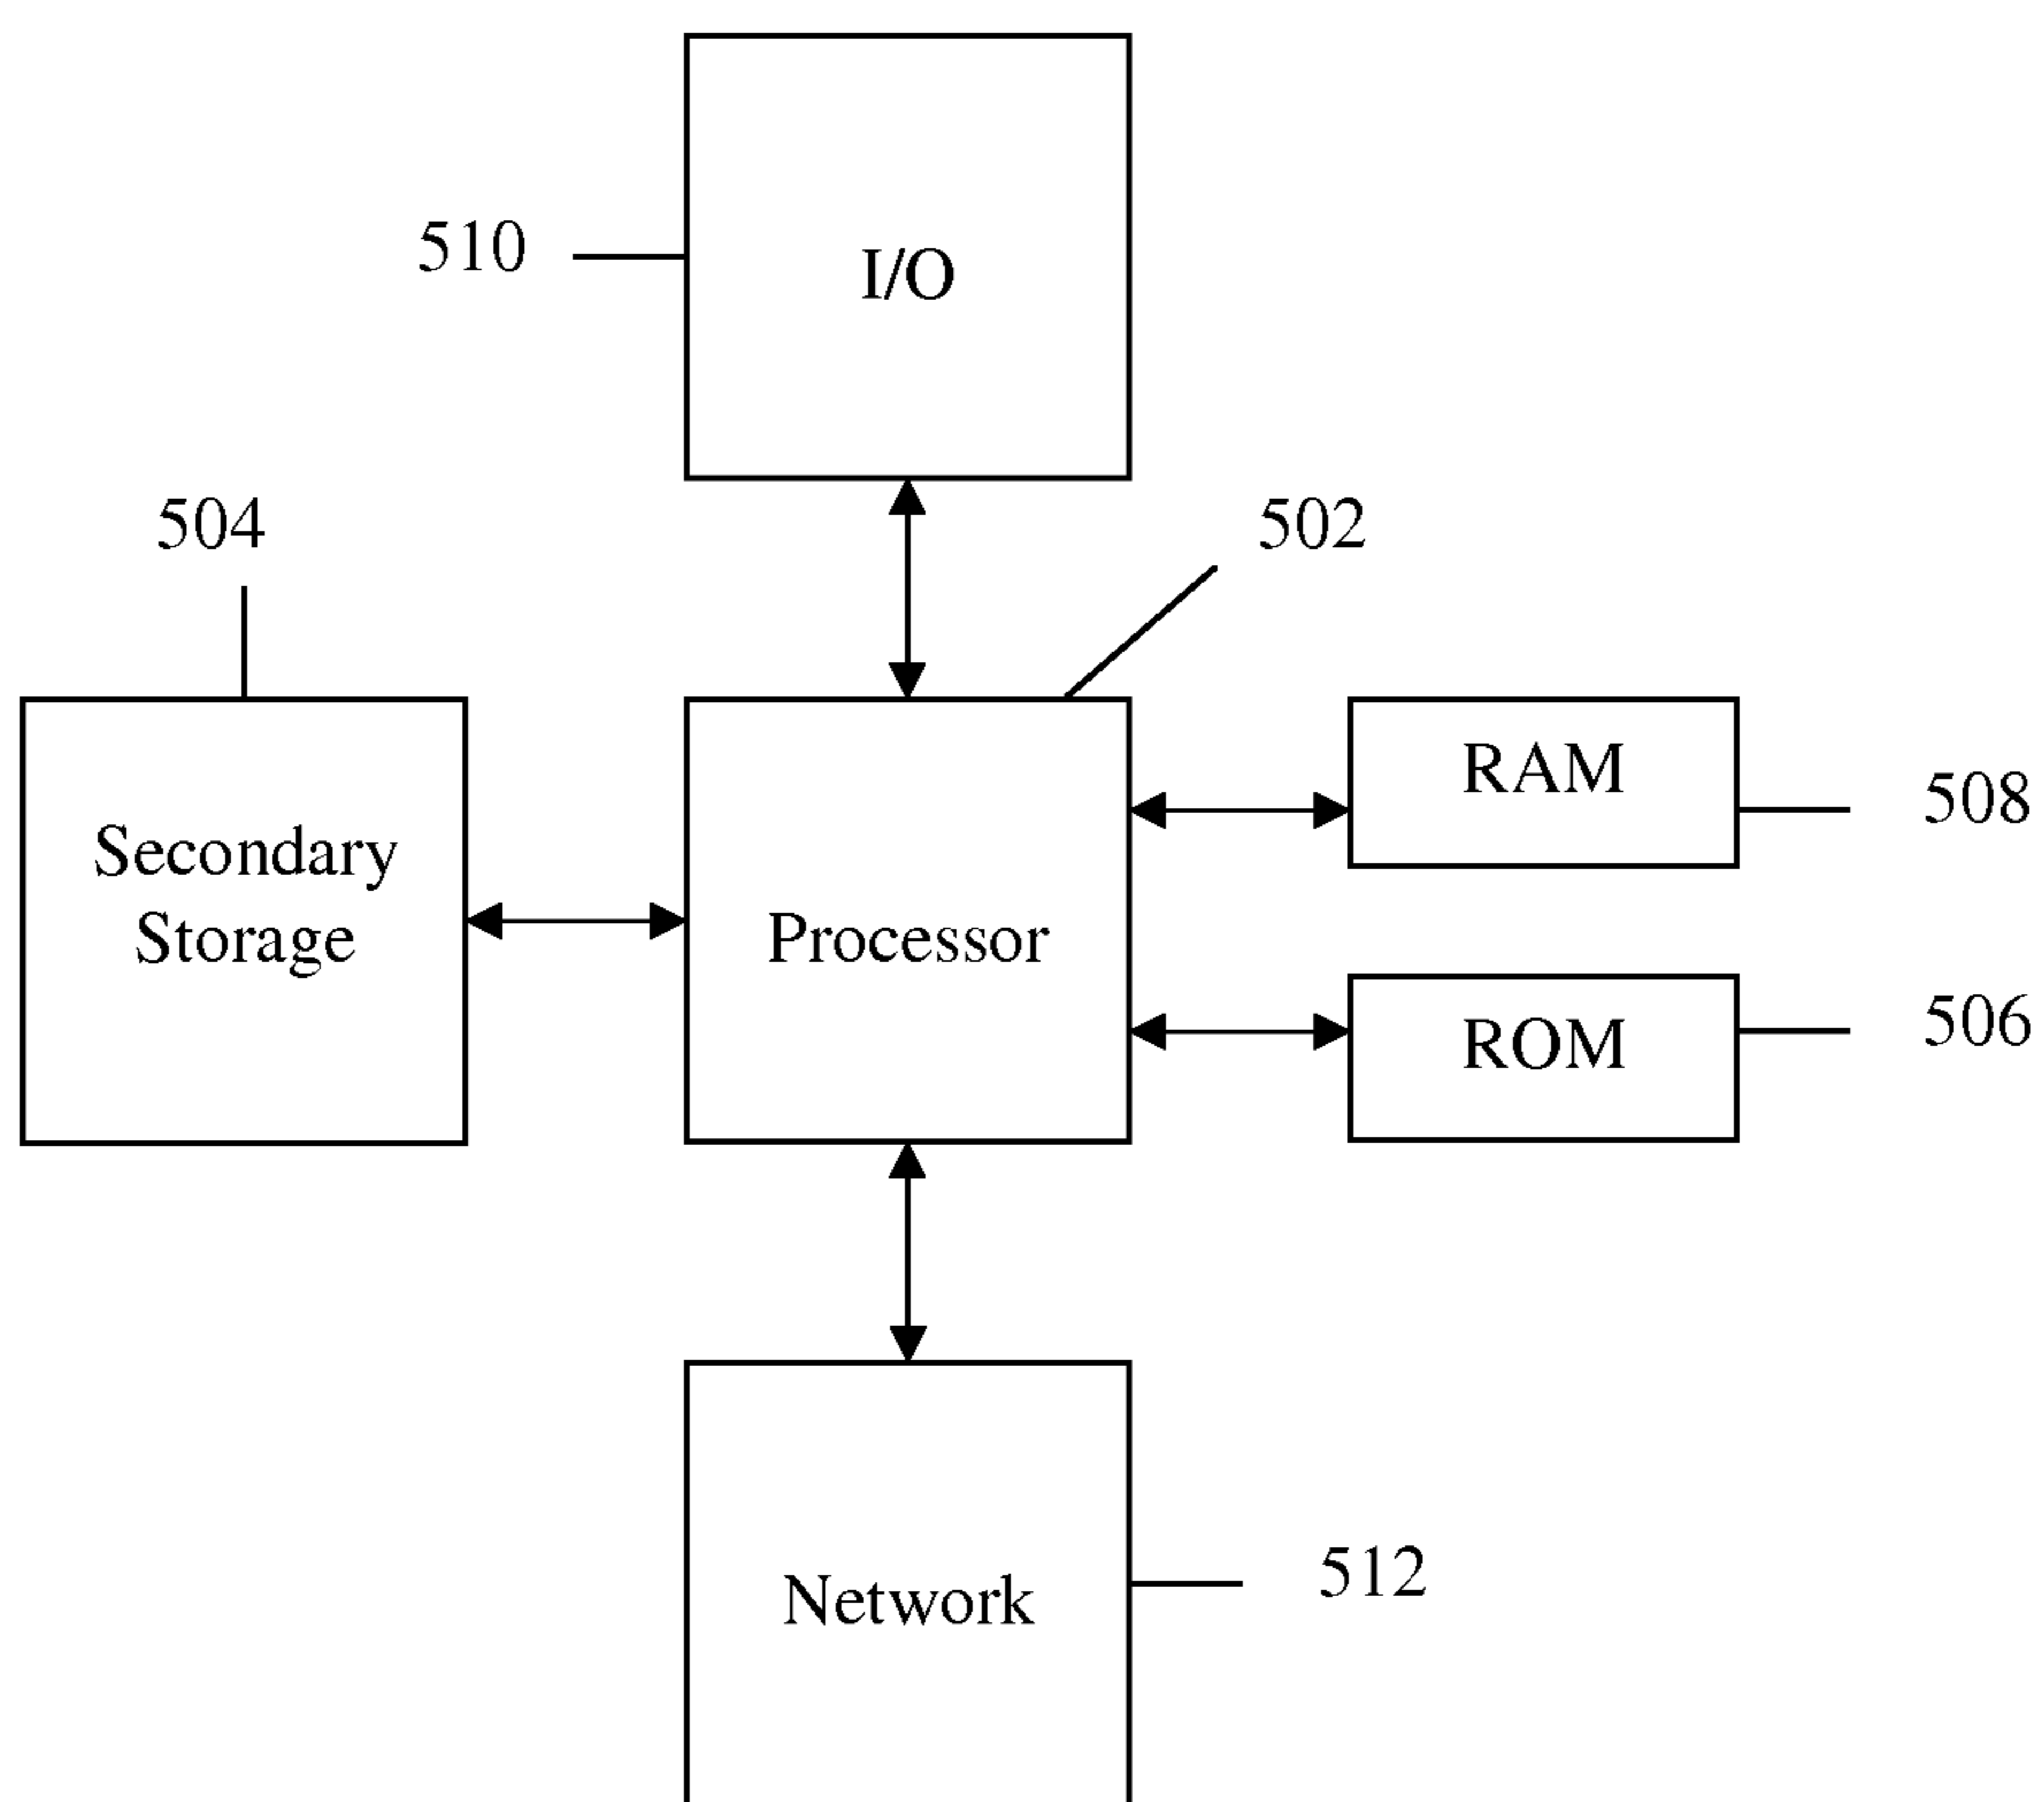 510
I/O
504
502
Secondary
Storage
Processor
RAM
508
ROM
506
Network
512